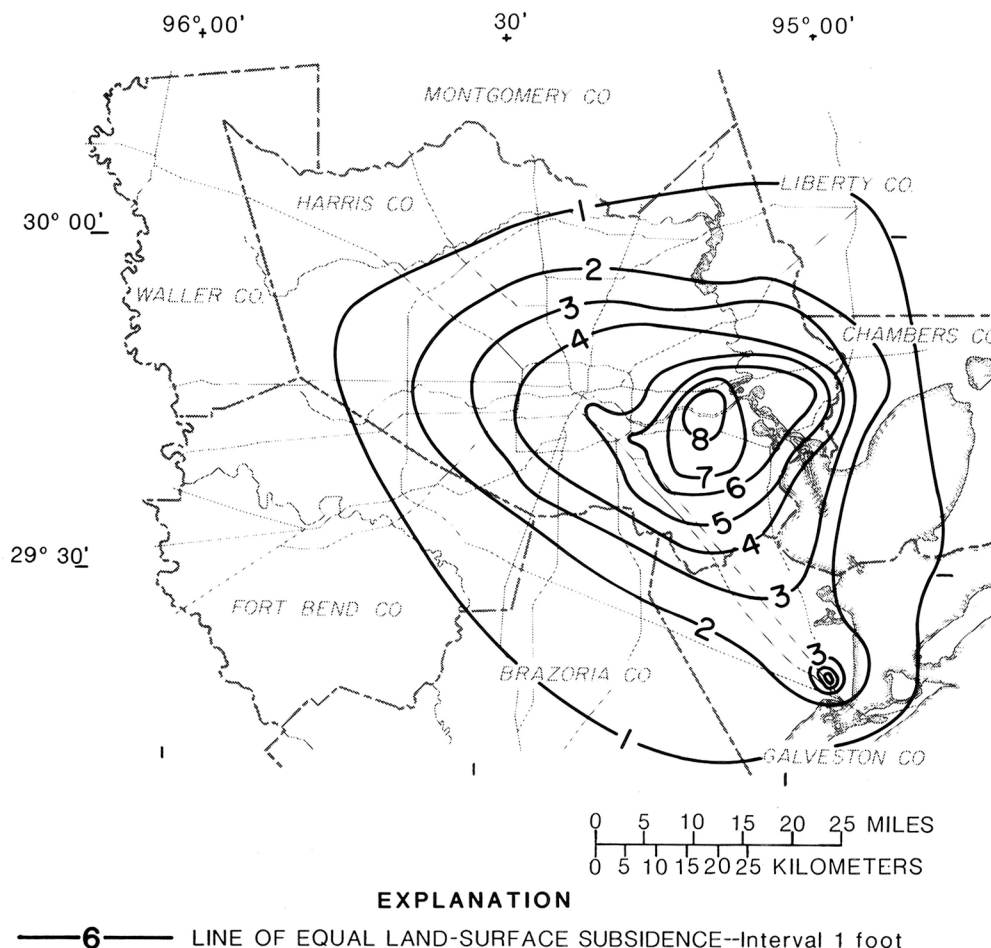 96° 00'
30'
95° 00'
MONTGOMERY CO
LIBERTY CO.
HARRIS CO.
1
30° 00'
2
WALLER CO.
3
4
CHAMBERS CO
8
7
6
5
4
29° 30'
3
FORT BEND CO
2
3
BRAZORIA CO
1
GALVESTON CO
0 5 10 15 20 25 MILES
0 5 10 15 20 25 KILOMETERS
EXPLANATION
6 LINE OF EQUAL LAND-SURFACE SUBSIDENCE--Interval 1 foot